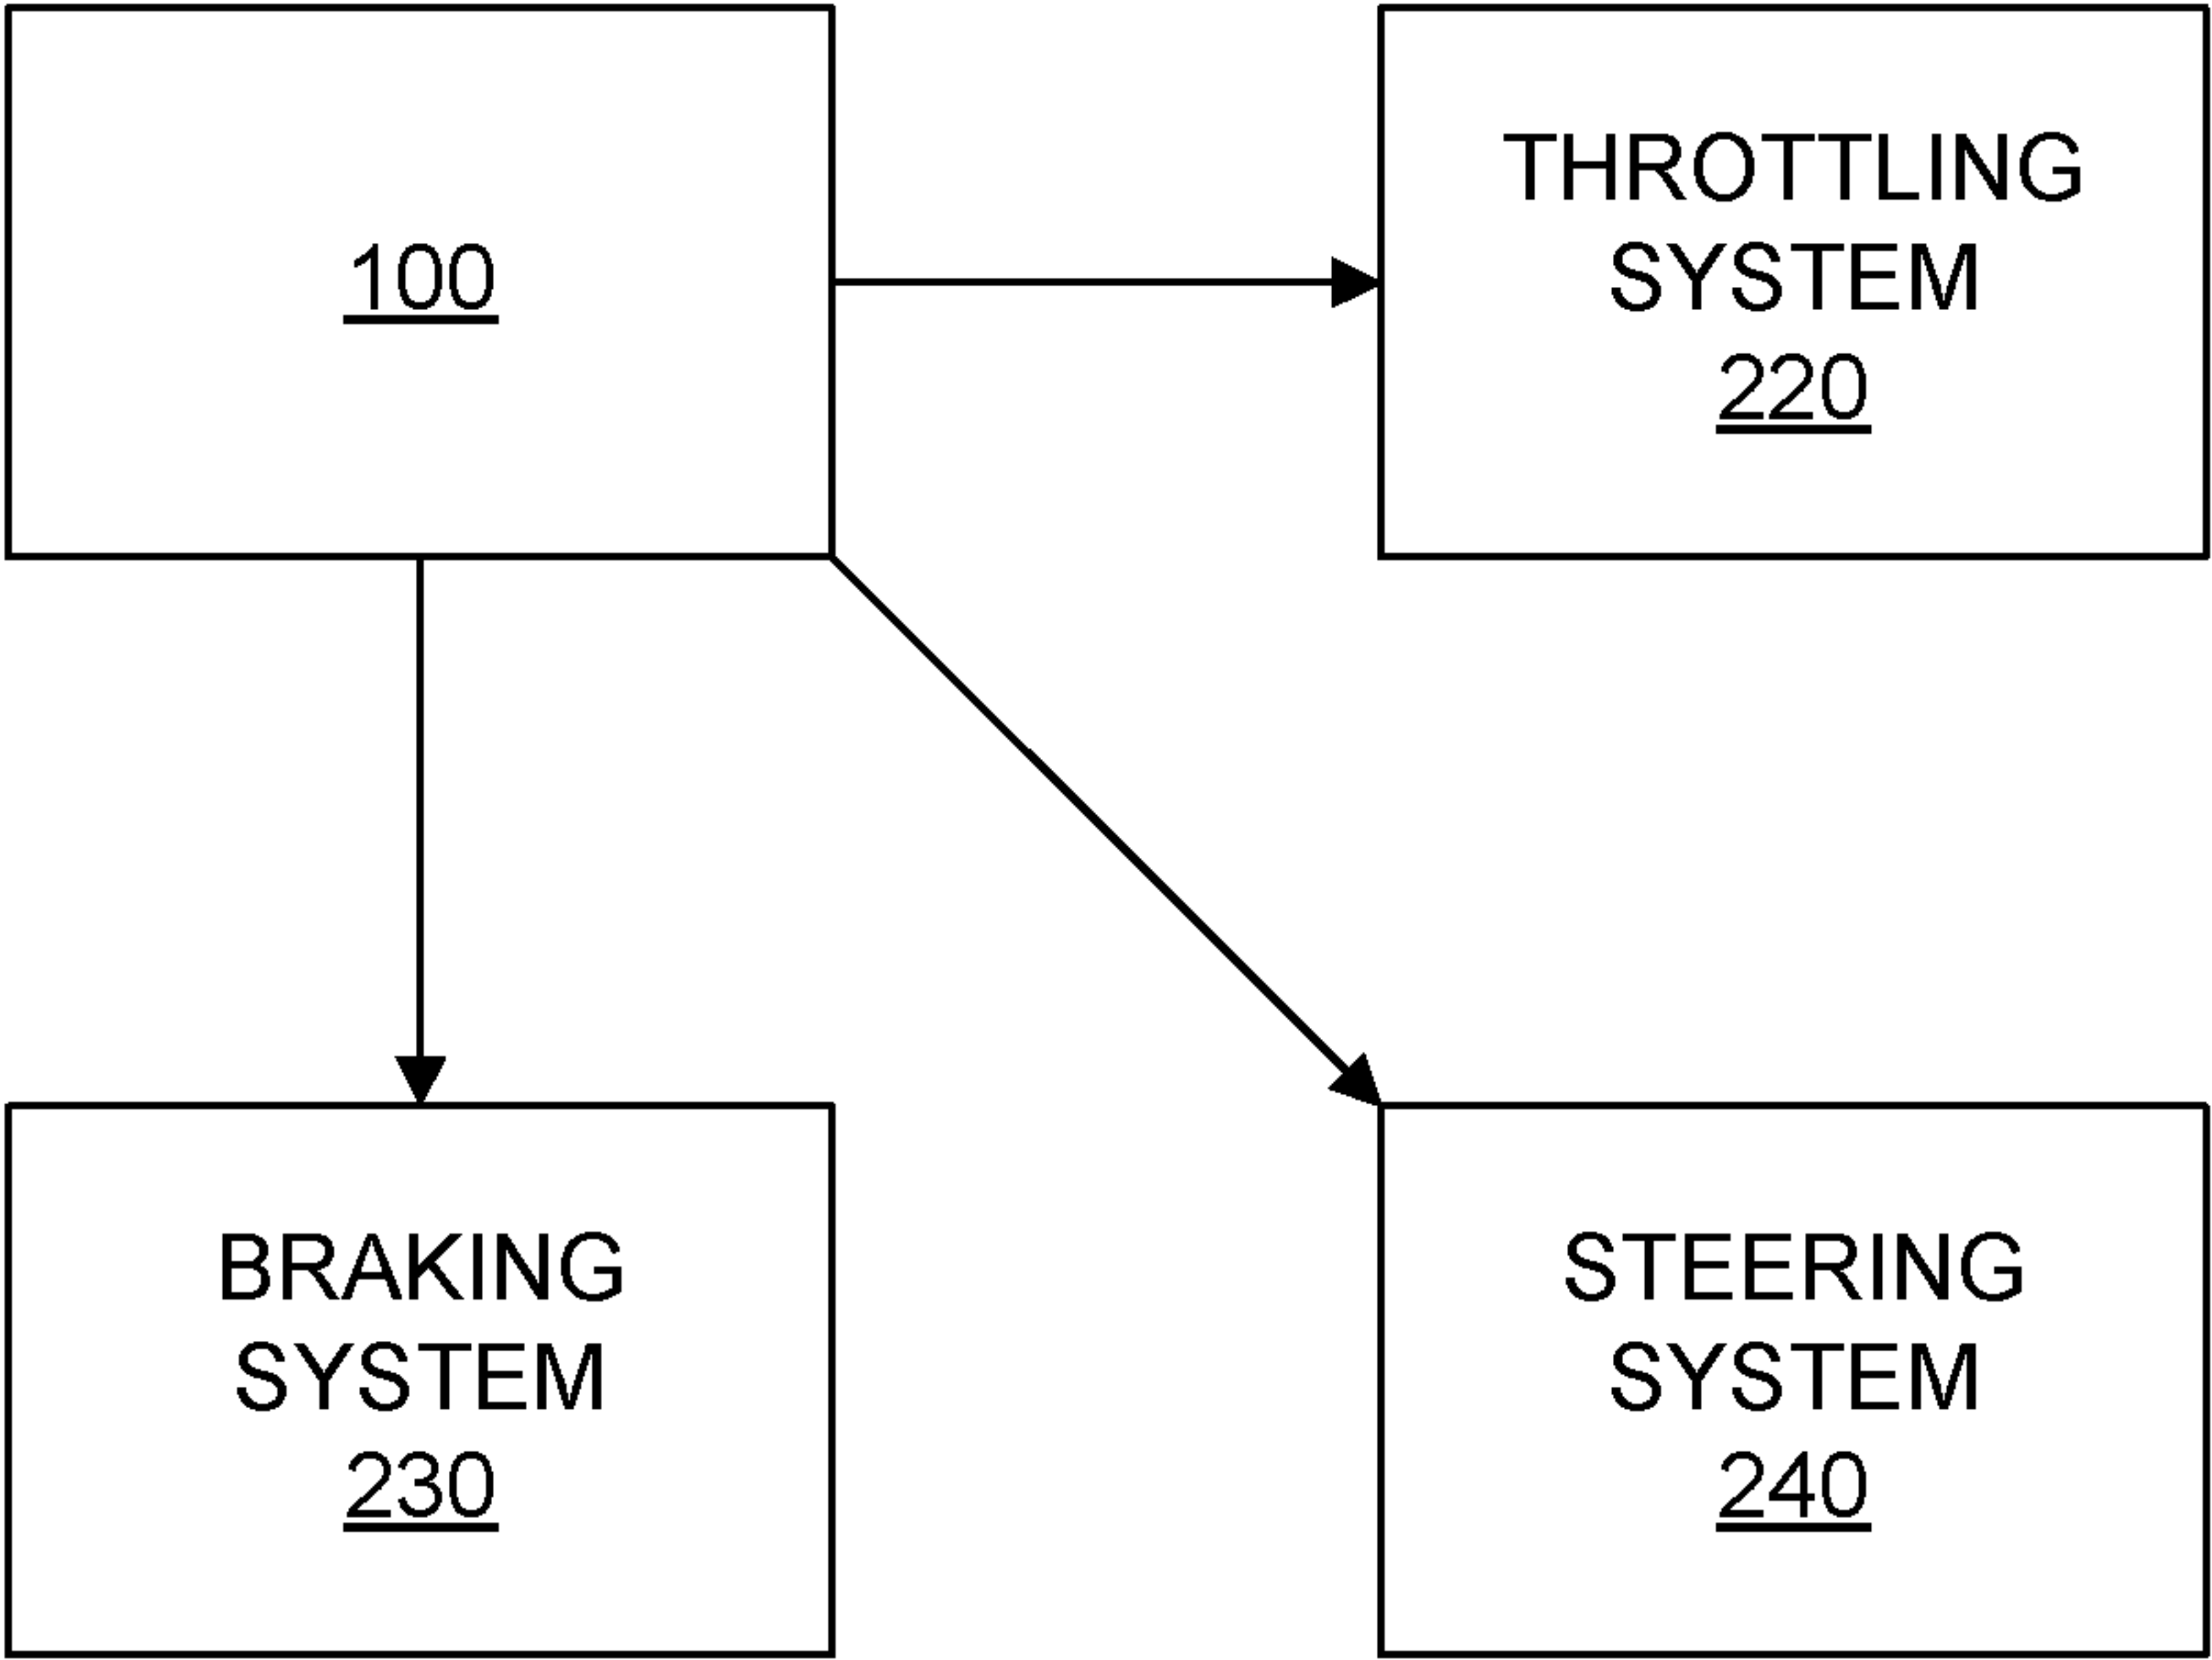 100
THROTTLING
SYSTEM
220
BRAKING
SYSTEM
230
STEERING
SYSTEM
240